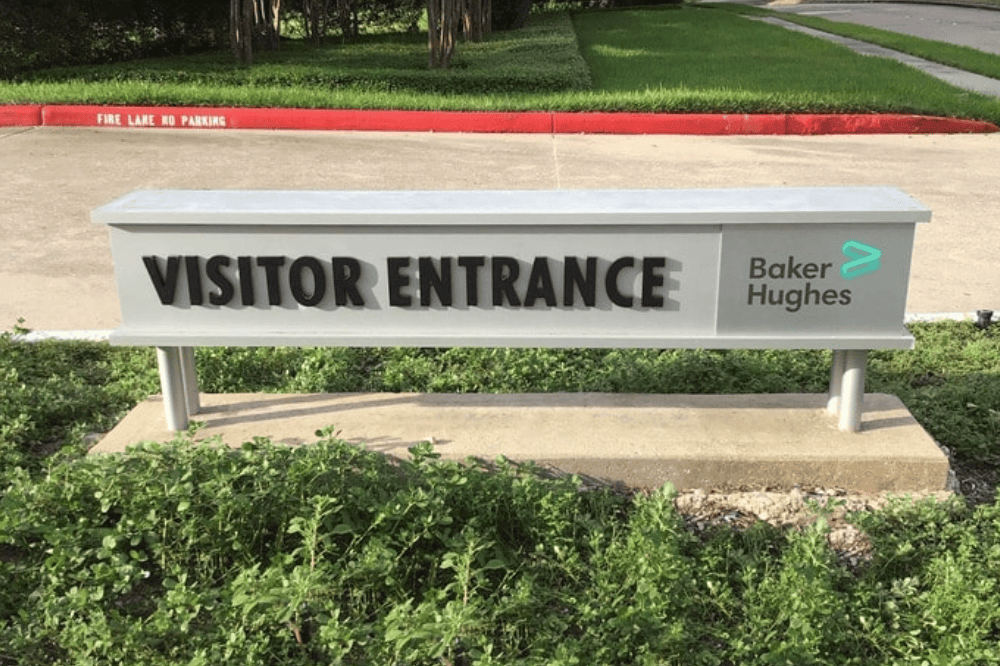 FIRE LANE NO PARKING
VISITOR ENTRANCE
Baker
Hughes